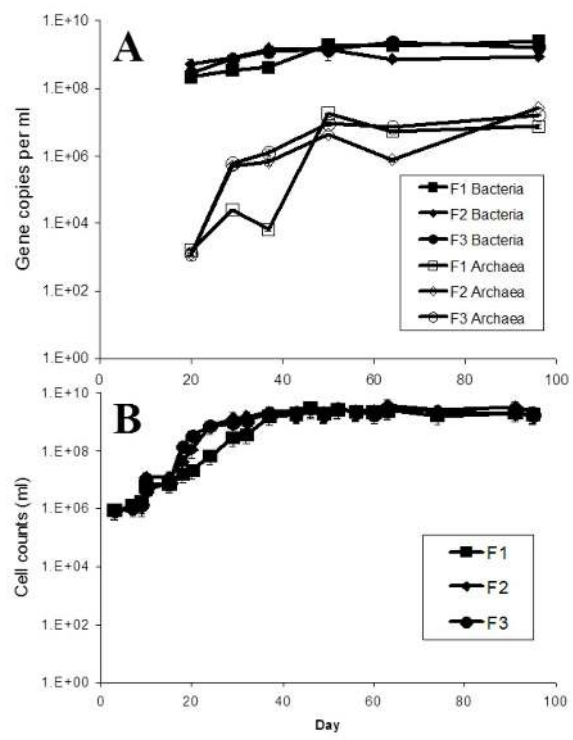 A
Gene copies per ml
1.E+10
1.E+08
1.E+06
1.E+04
1.E+02
1.E+00
F1 Bacteria
F2 Bacteria
F3 Bacteria
F1 Archaea
F2 Archaea
F3 Archaea
0 20 40 60 80 100
B
Cell counts (ml)
1.E+10
1.E+08
1.E+06
1.E+04
1.E+02
1.E+00
F1
F2
F3
0 20 40 60 80 100
Day